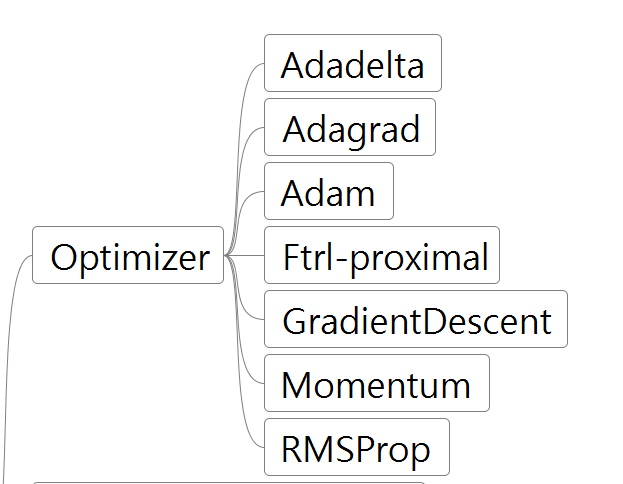 Adadelta
Adagrad
Adam
Optimizer
Ftrl-proximal
GradientDescent
Momentum
RMSProp